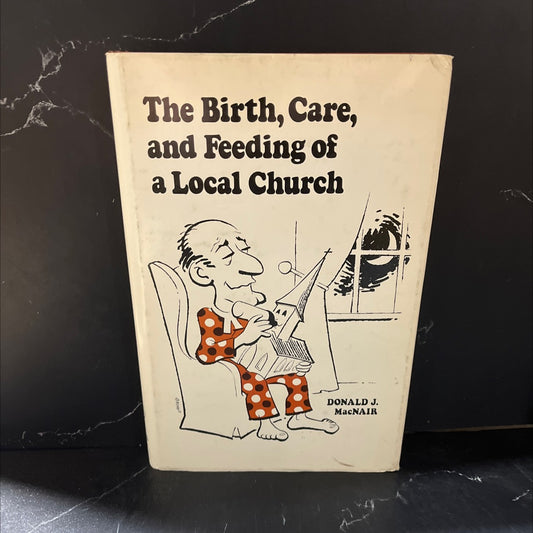 The Birth, Care,
and Feeding of
a Local Church
DONALD J.
MacNAIR